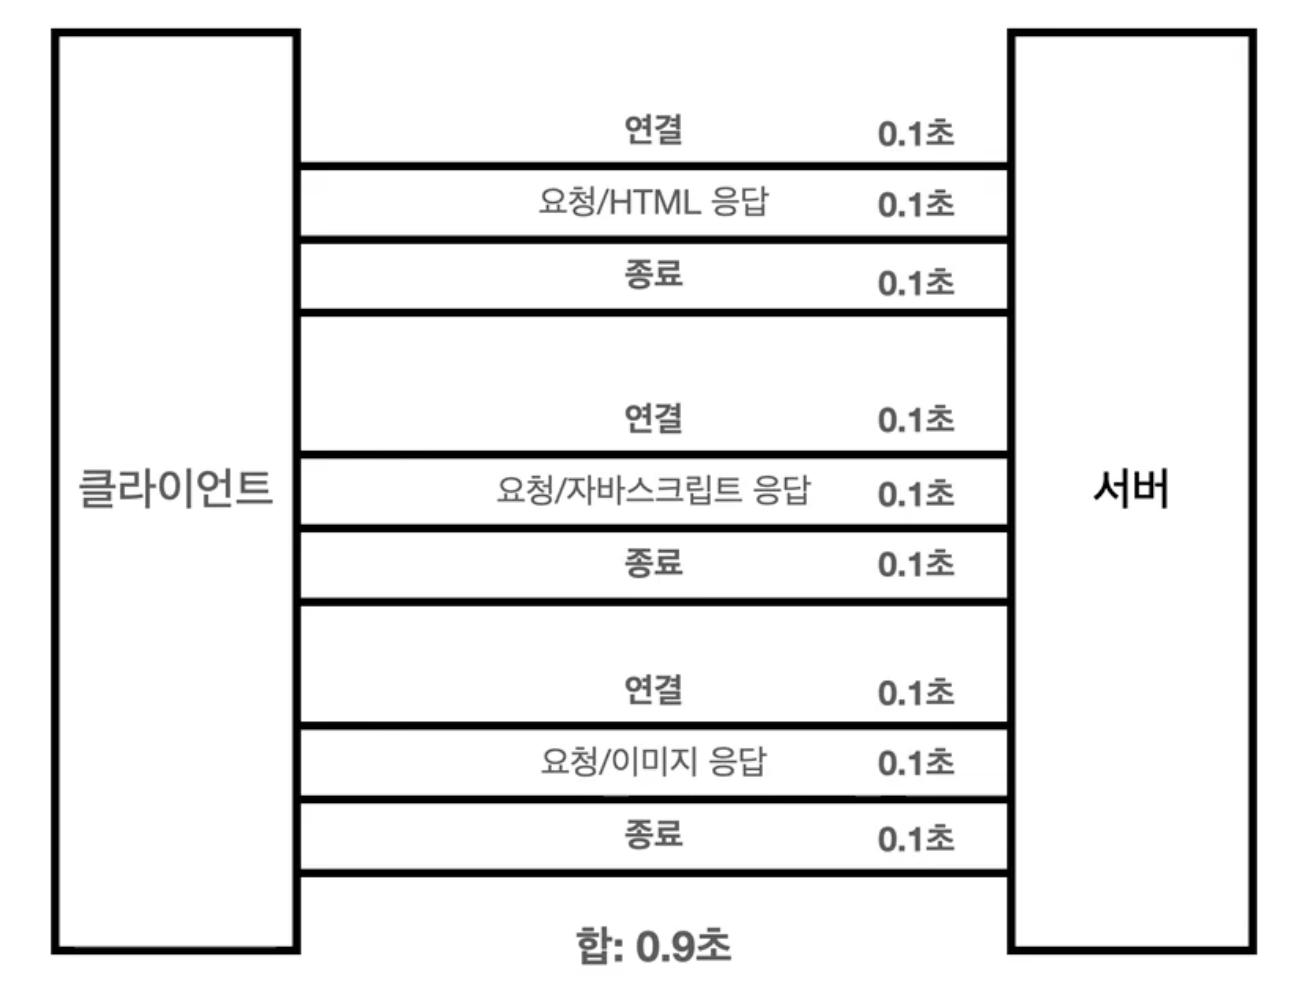 연결 0.1초
요청/HTML 응답 0.1초
종료 0.1초
연결 0.1초
클라이언트
요청/자바스크립트 응답 0.1초
서버
종료 0.1초
연결 0.1초
요청/이미지 응답 0.1초
종료 0.1초
합: 0.9초